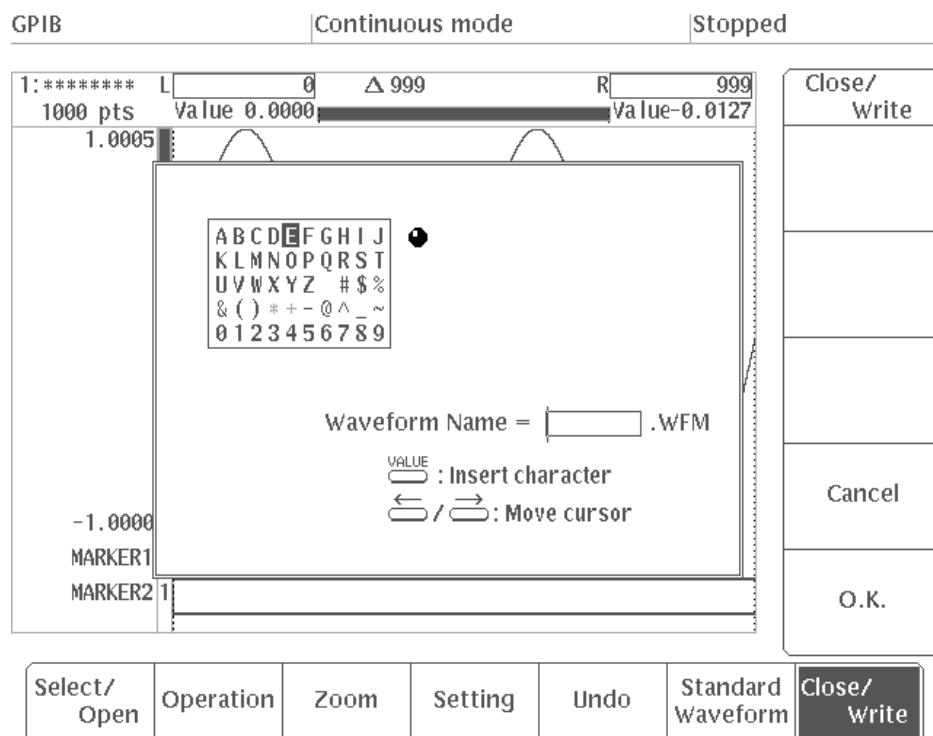 GPIB Continuous mode Stopped
1:******** L 0 Δ 999 R 999
1000 pts Value 0.0000 Value-0.0127
1.0005
A B C D E F G H I J
K L M N O P Q R S T
U V W X Y Z # $ %
& ( ) * + - @ ^ _ ~
0 1 2 3 4 5 6 7 8 9
Waveform Name = .WFM
VALUE
: Insert character
← / → : Move cursor
-1.0000
MARKER1
MARKER2 1
Close/
Write
Cancel
O.K.
Select/
Open
Operation
Zoom
Setting
Undo
Standard
Waveform
Close/
Write